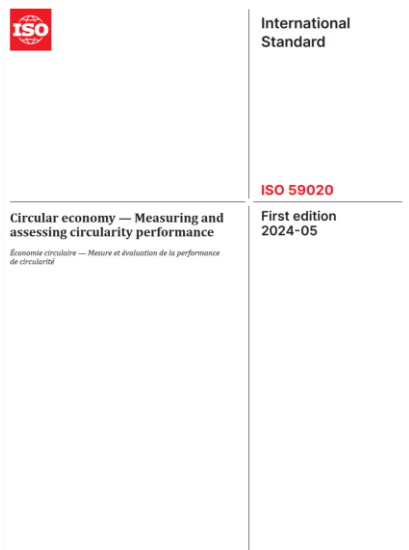 ISO
International
Standard
ISO 59020
Circular economy — Measuring and
assessing circularity performance
Économie circulaire — Mesure et évaluation de la performance
de circularité
First edition
2024-05